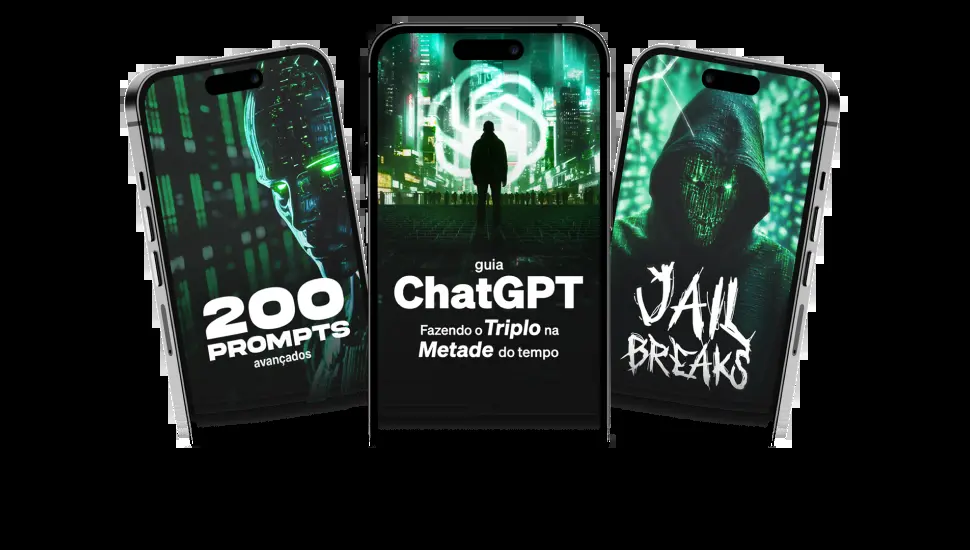 200
PROMPTS
avançados
guia
ChatGPT
Fazendo o Triplo na
Metade do tempo
JAIL
BREAKS